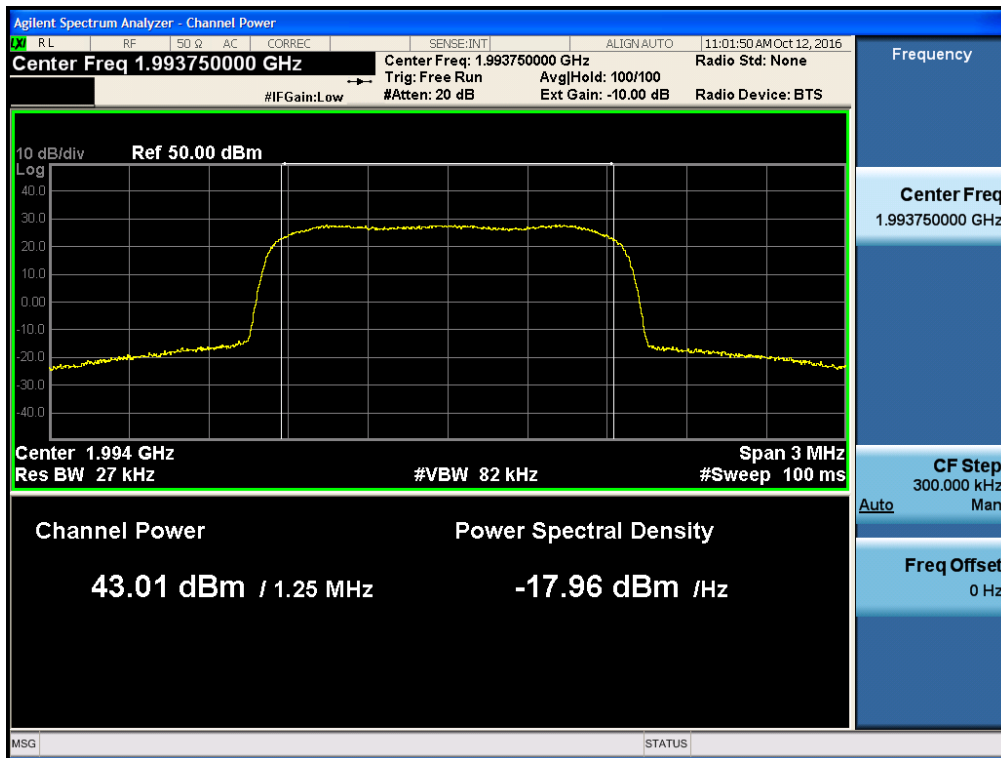 Agilent Spectrum Analyzer - Channel Power
LXI RL RF 50 Ω AC CORREC SENSE:INT ALIGNAUTO 11:01:50 AM Oct 12, 2016
Center Freq 1.993750000 GHz
#IFGain:Low
Center Freq: 1.993750000 GHz
Trig: Free Run Avg|Hold: 100/100
#Atten: 20 dB Ext Gain: -10.00 dB
Radio Std: None
Radio Device: BTS
10 dB/div Ref 50.00 dBm
Log
40.0
30.0
20.0
10.0
0.00
-10.0
-20.0
-30.0
-40.0
Center 1.994 GHz Span 3 MHz
Res BW 27 kHz #VBW 82 kHz #Sweep 100 ms
Channel Power Power Spectral Density
43.01 dBm / 1.25 MHz -17.96 dBm /Hz
MSG STATUS
Frequency
Center Freq
1.993750000 GHz
CF Step
300.000 kHz
Auto Man
Freq Offset
0 Hz